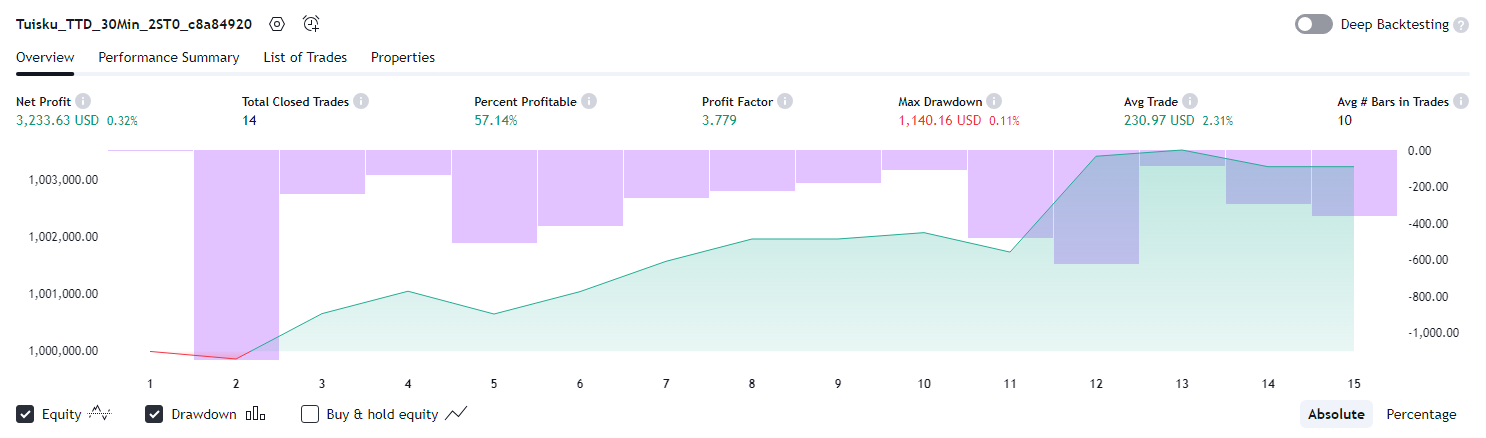 Tuisku_TTD_30Min_2ST0_c8a84920 Deep Backtesting ?
Overview Performance Summary List of Trades Properties
Net Profit i Total Closed Trades i Percent Profitable i Profit Factor i Max Drawdown i Avg Trade i Avg # Bars in Trades i
3,233.63 USD 0.32% 14 57.14% 3.779 1,140.16 USD 0.11% 230.97 USD 2.31% 10
0.00
1,003,000.00 -200.00
-400.00
1,002,000.00 -600.00
1,001,000.00 -800.00
-1,000.00
1,000,000.00
1 2 3 4 5 6 7 8 9 10 11 12 13 14 15
Equity Drawdown Buy & hold equity Absolute Percentage